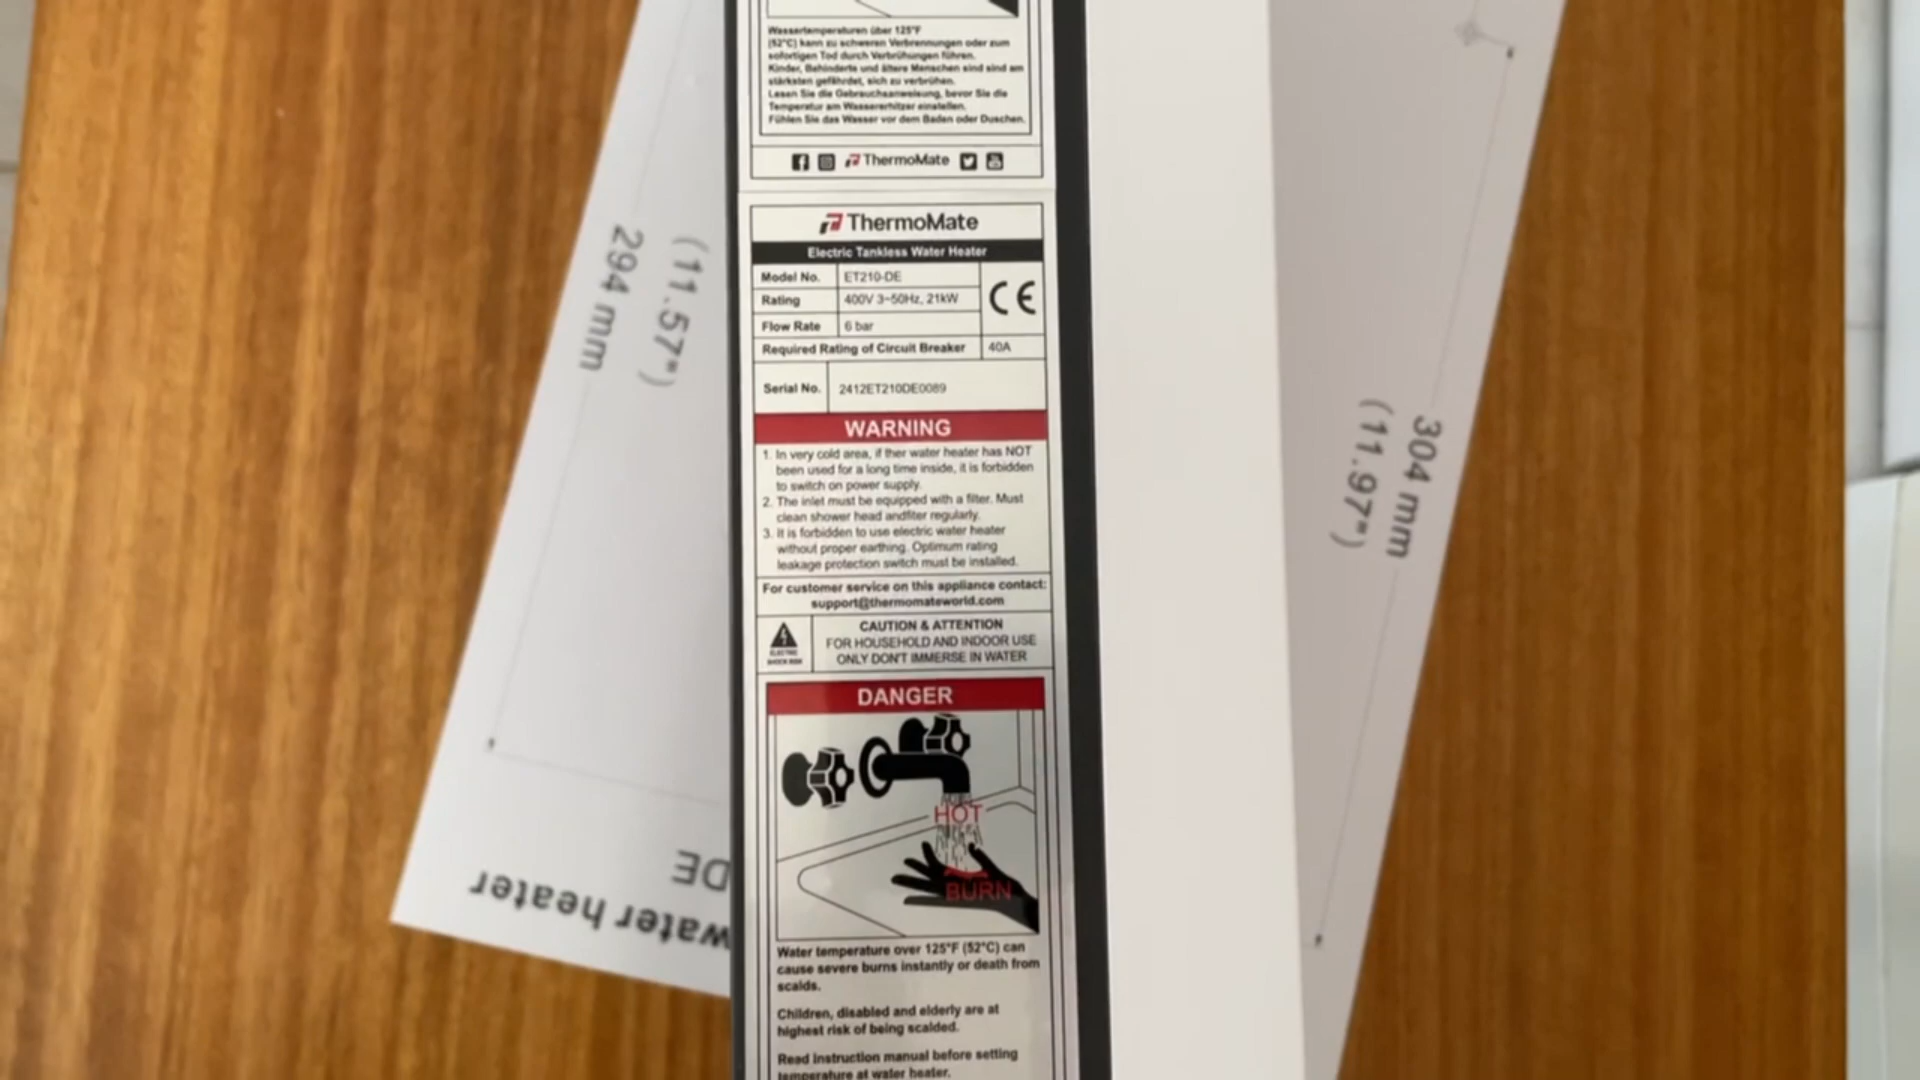 Wassertemperaturen über 125°F
(52°C) kann zu schweren Verbrennungen oder zum
sofortigen Tod durch Verbrühungen führen.
Kinder, Behinderte und ältere Menschen sind sind am
stärksten gefährdet, sich zu verbrühen.
Lesen Sie die Gebrauchsanweisung, bevor Sie die
Temperatur am Wassererhitzer einstellen.
Fühlen Sie das Wasser vor dem Baden oder Duschen.
ThermoMate
ThermoMate
Electric Tankless Water Heater
Model No. ET210-DE
CE
Rating 400V 3~50Hz, 21kW
Flow Rate 6 bar
Required Rating of Circuit Breaker 40A
Serial No. 2412ET210DE0089
WARNING
1. In very cold area, if ther water heater has NOT
been used for a long time inside, it is forbidden
to switch on power supply.
2. The inlet must be equipped with a filter. Must
clean shower head andfiter regularly.
3. It is forbidden to use electric water heater
without proper earthing. Optimum rating
leakage protection switch must be installed.
For customer service on this appliance contact:
support@thermomateworld.com
ELECTRIC
SHOCK RISK
CAUTION & ATTENTION
FOR HOUSEHOLD AND INDOOR USE
ONLY DON'T IMMERSE IN WATER
DANGER
HOT
BURN
Water temperature over 125°F (52°C) can
cause severe burns instantly or death from
scalds.
Children, disabled and elderly are at
highest risk of being scalded.
Read instruction manual before setting
temperature at water heater.
294 mm
(11.57")
304 mm
(11.97")
DE
water heater